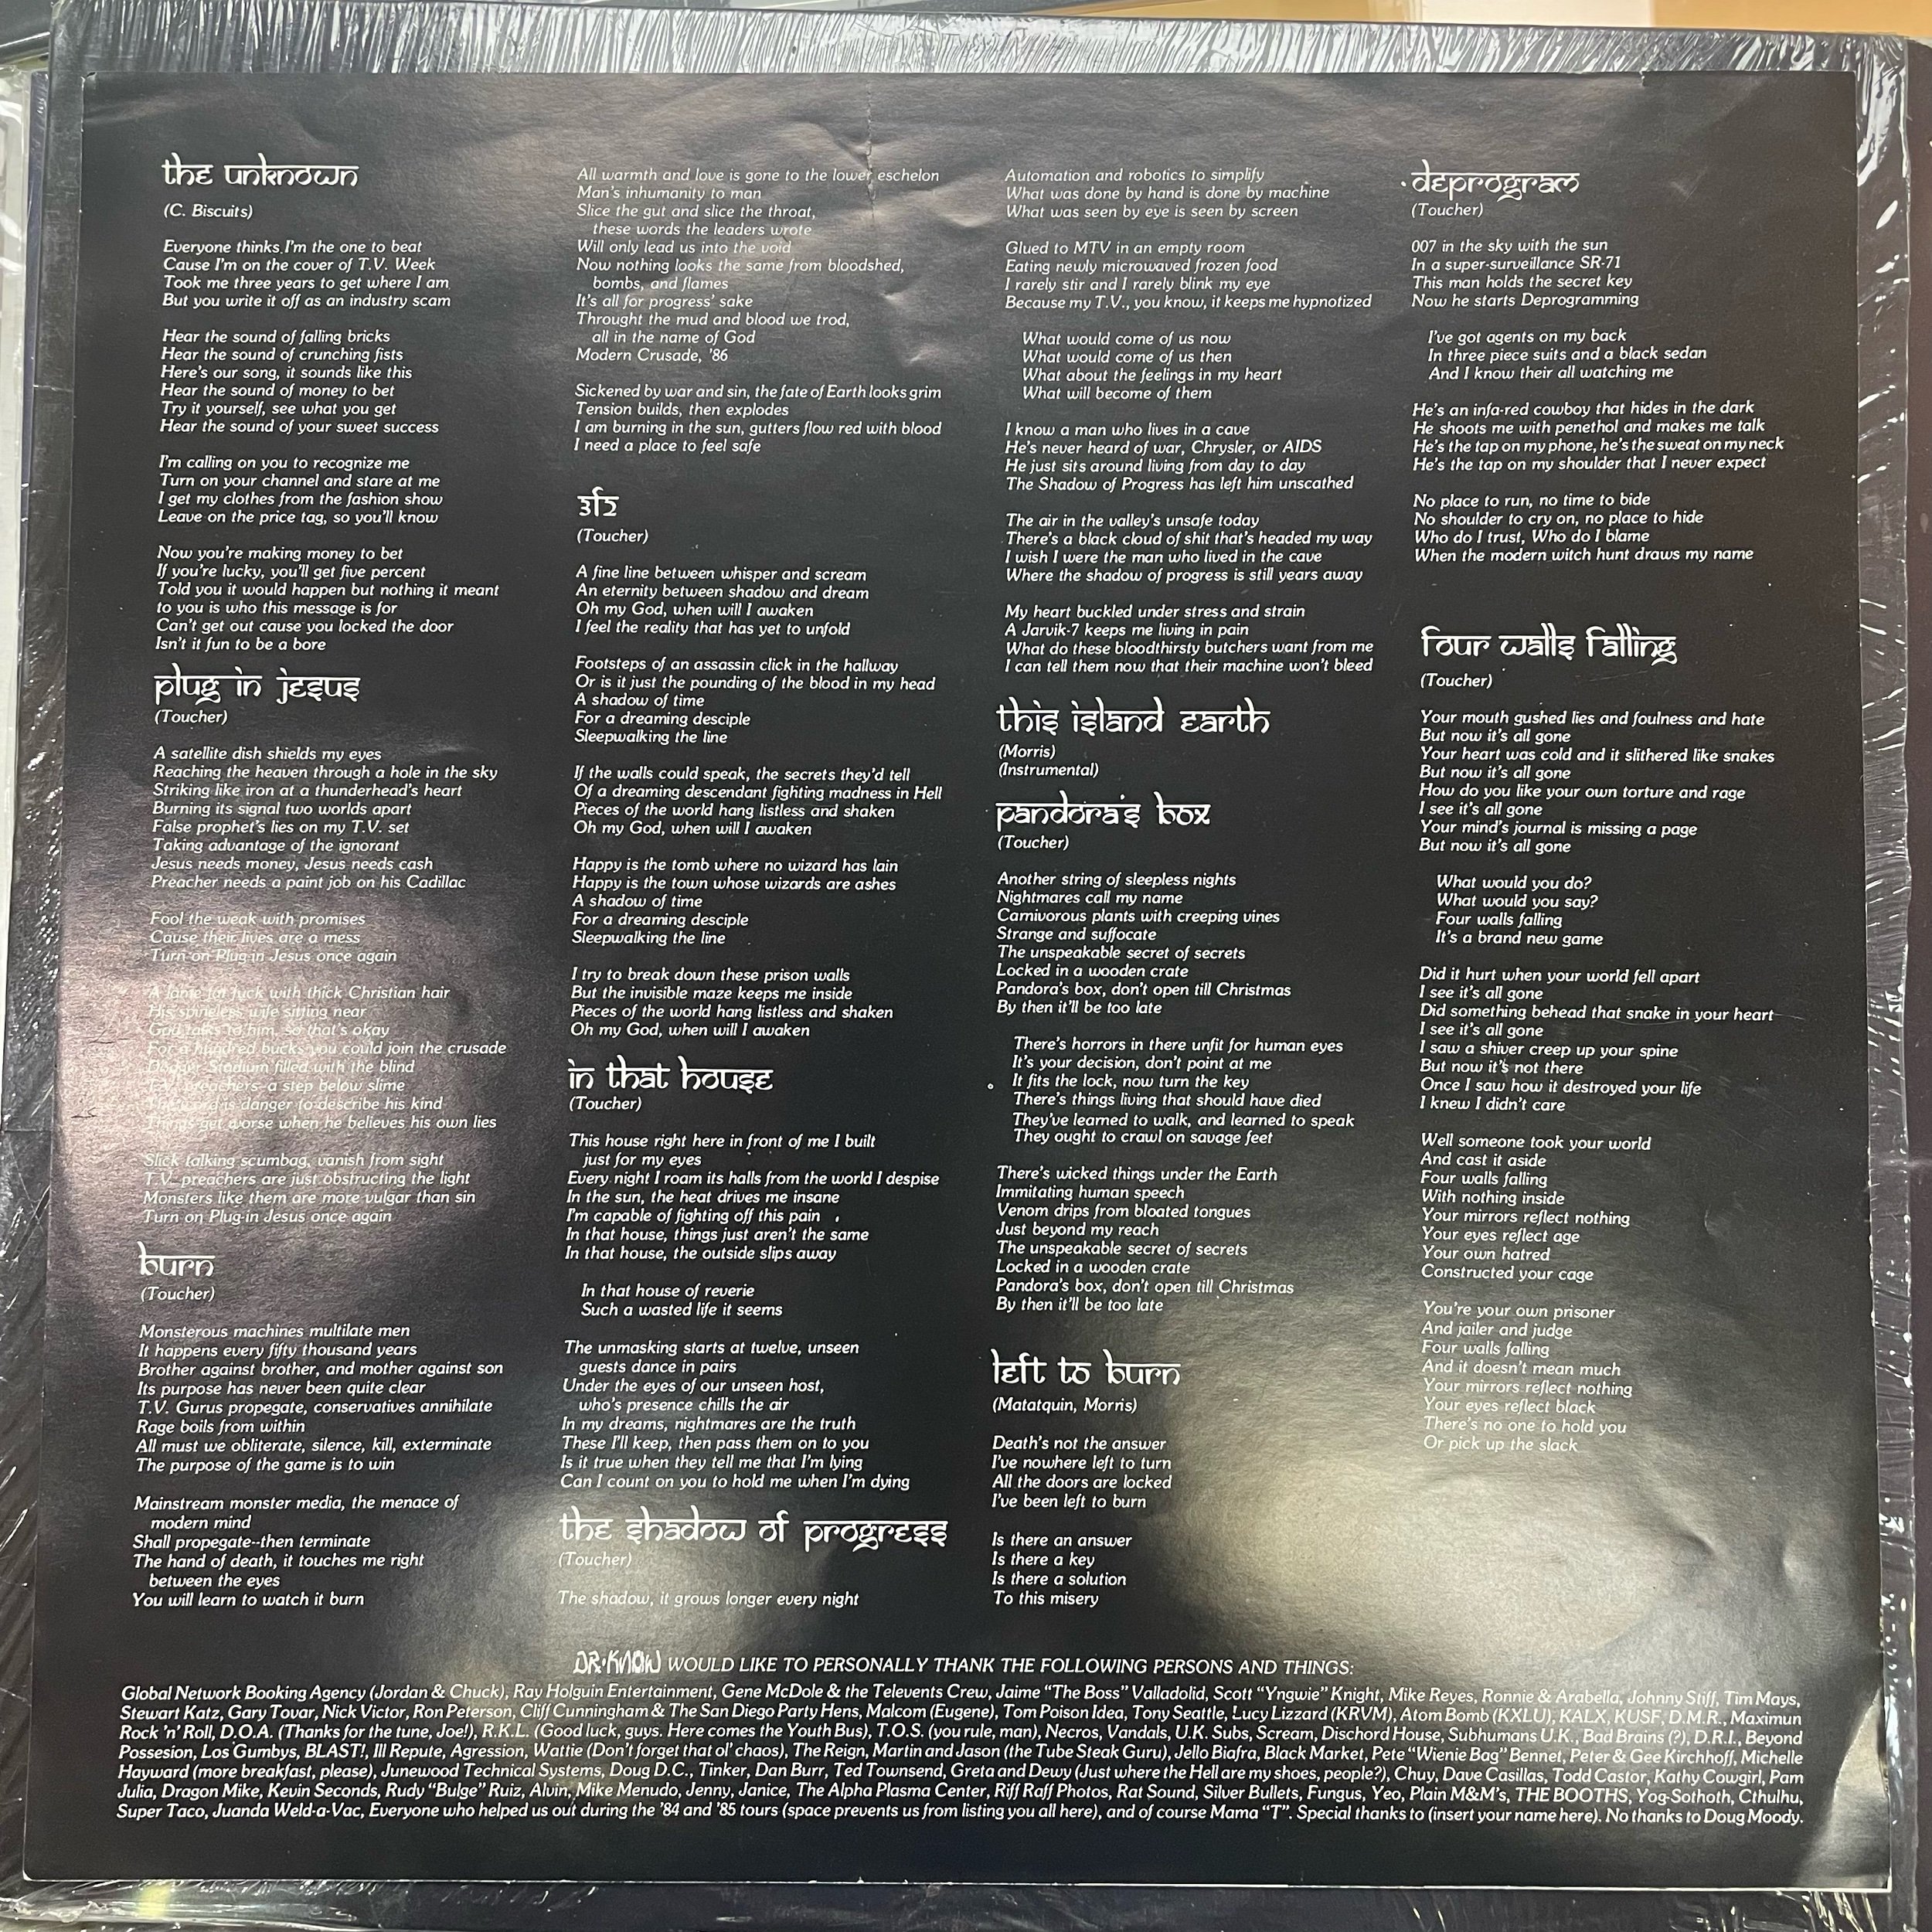 the unknown
(C. Biscuits)
Everyone thinks I'm the one to beat
Cause I'm on the cover of T.V. Week
Took me three years to get where I am
But you write it off as an industry scam
Hear the sound of falling bricks
Hear the sound of crunching fists
Here's our song, it sounds like this
Hear the sound of money to bet
Try it yourself, see what you get
Hear the sound of your sweet success
I'm calling on you to recognize me
Turn on your channel and stare at me
I get my clothes from the fashion show
Leave on the price tag, so you'll know
Now you're making money to bet
If you're lucky, you'll get five percent
Told you it would happen but nothing it meant
to you is who this message is for
Can't get out cause you locked the door
Isn't it fun to be a bore
plug in jesus
(Toucher)
A satellite dish shields my eyes
Reaching the heaven through a hole in the sky
Striking like iron at a thunderhead's heart
Burning its signal two worlds apart
False prophet's lies on my T.V. set
Taking advantage of the ignorant
Jesus needs money, Jesus needs cash
Preacher needs a paint job on his Cadillac
Fool the weak with promises
Cause their lives are a mess
Turn on Plug-in Jesus once again
A fuck with thick Christian hair
His spineless wife sitting near
God talks to him, so that's okay
For a hundred bucks you could join the crusade
Dodger Stadium filled with the blind
T.V. preachers--a step below slime
is danger to describe his kind
Things get worse when he believes his own lies
Slick talking scumbag, vanish from sight
T.V. preachers are just obstructing the light
Monsters like them are more vulgar than sin
Turn on Plug-in Jesus once again
burn
(Toucher)
Monsterous machines multilate men
It happens every fifty thousand years
Brother against brother, and mother against son
Its purpose has never been quite clear
T.V. Gurus propegate, conservatives annihilate
Rage boils from within
All must we obliterate, silence, kill, exterminate
The purpose of the game is to win
Mainstream monster media, the menace of
modern mind
Shall propegate--then terminate
The hand of death, it touches me right
between the eyes
You will learn to watch it burn
All warmth and love is gone to the lower eschelon
Man's inhumanity to man
Slice the gut and slice the throat,
these words the leaders wrote
Will only lead us into the void
Now nothing looks the same from bloodshed,
bombs, and flames
It's all for progress' sake
Throught the mud and blood we trod,
all in the name of God
Modern Crusade, '86
Sickened by war and sin, the fate of Earth looks grim
Tension builds, then explodes
I am burning in the sun, gutters flow red with blood
I need a place to feel safe
(Toucher)
A fine line between whisper and scream
An eternity between shadow and dream
Oh my God, when will I awaken
I feel the reality that has yet to unfold
Footsteps of an assassin click in the hallway
Or is it just the pounding of the blood in my head
A shadow of time
For a dreaming desciple
Sleepwalking the line
If the walls could speak, the secrets they'd tell
Of a dreaming descendant fighting madness in Hell
Pieces of the world hang listless and shaken
Oh my God, when will I awaken
Happy is the tomb where no wizard has lain
Happy is the town whose wizards are ashes
A shadow of time
For a dreaming desciple
Sleepwalking the line
I try to break down these prison walls
But the invisible maze keeps me inside
Pieces of the world hang listless and shaken
Oh my God, when will I awaken
in that house
(Toucher)
This house right here in front of me I built
just for my eyes
Every night I roam its halls from the world I despise
In the sun, the heat drives me insane
I'm capable of fighting off this pain
In that house, things just aren't the same
In that house, the outside slips away
In that house of reverie
Such a wasted life it seems
The unmasking starts at twelve, unseen
guests dance in pairs
Under the eyes of our unseen host,
who's presence chills the air
In my dreams, nightmares are the truth
These I'll keep, then pass them on to you
Is it true when they tell me that I'm lying
Can I count on you to hold me when I'm dying
the shadow of progress
(Toucher)
The shadow, it grows longer every night
Automation and robotics to simplify
What was done by hand is done by machine
What was seen by eye is seen by screen
Glued to MTV in an empty room
Eating newly microwaved frozen food
I rarely stir and I rarely blink my eye
Because my T.V., you know, it keeps me hypnotized
What would come of us now
What would come of us then
What about the feelings in my heart
What will become of them
I know a man who lives in a cave
He's never heard of war, Chrysler, or AIDS
He just sits around living from day to day
The Shadow of Progress has left him unscathed
The air in the valley's unsafe today
There's a black cloud of shit that's headed my way
I wish I were the man who lived in the cave
Where the shadow of progress is still years away
My heart buckled under stress and strain
A Jarvik-7 keeps me living in pain
What do these bloodthirsty butchers want from me
I can tell them now that their machine won't bleed
this island earth
(Morris)
(Instrumental)
pandora's box
(Toucher)
Another string of sleepless nights
Nightmares call my name
Carnivorous plants with creeping vines
Strange and suffocate
The unspeakable secret of secrets
Locked in a wooden crate
Pandora's box, don't open till Christmas
By then it'll be too late
There's horrors in there unfit for human eyes
It's your decision, don't point at me
It fits the lock, now turn the key
There's things living that should have died
They've learned to walk, and learned to speak
They ought to crawl on savage feet
There's wicked things under the Earth
Immitating human speech
Venom drips from bloated tongues
Just beyond my reach
The unspeakable secret of secrets
Locked in a wooden crate
Pandora's box, don't open till Christmas
By then it'll be too late
left to burn
(Matatquin, Morris)
Death's not the answer
I've nowhere left to turn
All the doors are locked
I've been left to burn
Is there an answer
Is there a key
Is there a solution
To this misery
deprogram
(Toucher)
007 in the sky with the sun
In a super-surveillance SR-71
This man holds the secret key
Now he starts Deprogramming
I've got agents on my back
In three piece suits and a black sedan
And I know their all watching me
He's an infa-red cowboy that hides in the dark
He shoots me with penethol and makes me talk
He's the tap on my phone, he's the sweat on my neck
He's the tap on my shoulder that I never expect
No place to run, no time to bide
No shoulder to cry on, no place to hide
Who do I trust, Who do I blame
When the modern witch hunt draws my name
four walls falling
(Toucher)
Your mouth gushed lies and foulness and hate
But now it's all gone
Your heart was cold and it slithered like snakes
But now it's all gone
How do you like your own torture and rage
I see it's all gone
Your mind's journal is missing a page
But now it's all gone
What would you do?
What would you say?
Four walls falling
It's a brand new game
Did it hurt when your world fell apart
I see it's all gone
Did something behead that snake in your heart
I see it's all gone
I saw a shiver creep up your spine
But now it's not there
Once I saw how it destroyed your life
I knew I didn't care
Well someone took your world
And cast it aside
Four walls falling
With nothing inside
Your mirrors reflect nothing
Your eyes reflect age
Your own hatred
Constructed your cage
You're your own prisoner
And jailer and judge
Four walls falling
And it doesn't mean much
Your mirrors reflect nothing
Your eyes reflect black
There's no one to hold you
Or pick up the slack
DR. KNOW WOULD LIKE TO PERSONALLY THANK THE FOLLOWING PERSONS AND THINGS:
Global Network Booking Agency (Jordan & Chuck), Ray Holguin Entertainment, Gene McDole & the Televents Crew, Jaime "The Boss" Valladolid, Scott "Yngwie" Knight, Mike Reyes, Ronnie & Arabella, Johnny Stiff, Tim Mays,
Stewart Katz, Gary Tovar, Nick Victor, Ron Peterson, Cliff Cunningham & The San Diego Party Hens, Malcom (Eugene), Tom Poison Idea, Tony Seattle, Lucy Lizzard (KRVM), Atom Bomb (KXLU), KALX, KUSF, D.M.R., Maximun
Rock 'n' Roll, D.O.A. (Thanks for the tune, Joe!), R.K.L. (Good luck, guys. Here comes the Youth Bus), T.O.S. (you rule, man), Necros, Vandals, U.K. Subs, Scream, Dischord House, Subhumans U.K., Bad Brains (?), D.R.I., Beyond
Possesion, Los Gumbys, BLAST!, Ill Repute, Agression, Wattie (Don't forget that ol' chaos), The Reign, Martin and Jason (the Tube Steak Guru), Jello Biafra, Black Market, Pete "Wienie Bag" Bennet, Peter & Gee Kirchhoff, Michelle
Hayward (more breakfast, please), Junewood Technical Systems, Doug D.C., Tinker, Dan Burr, Ted Townsend, Greta and Dewy (Just where the Hell are my shoes, people?), Chuy, Dave Casillas, Todd Castor, Kathy Cowgirl, Pam
Julia, Dragon Mike, Kevin Seconds, Rudy "Bulge" Ruiz, Alvin, Mike Menudo, Jenny, Janice, The Alpha Plasma Center, Riff Raff Photos, Rat Sound, Silver Bullets, Fungus, Yeo, Plain M&M's, THE BOOTHS, Yog-Sothoth, Cthulhu,
Super Taco, Juanda Weld-a-Vac, Everyone who helped us out during the '84 and '85 tours (space prevents us from listing you all here), and of course Mama "T". Special thanks to (insert your name here). No thanks to Doug Moody.